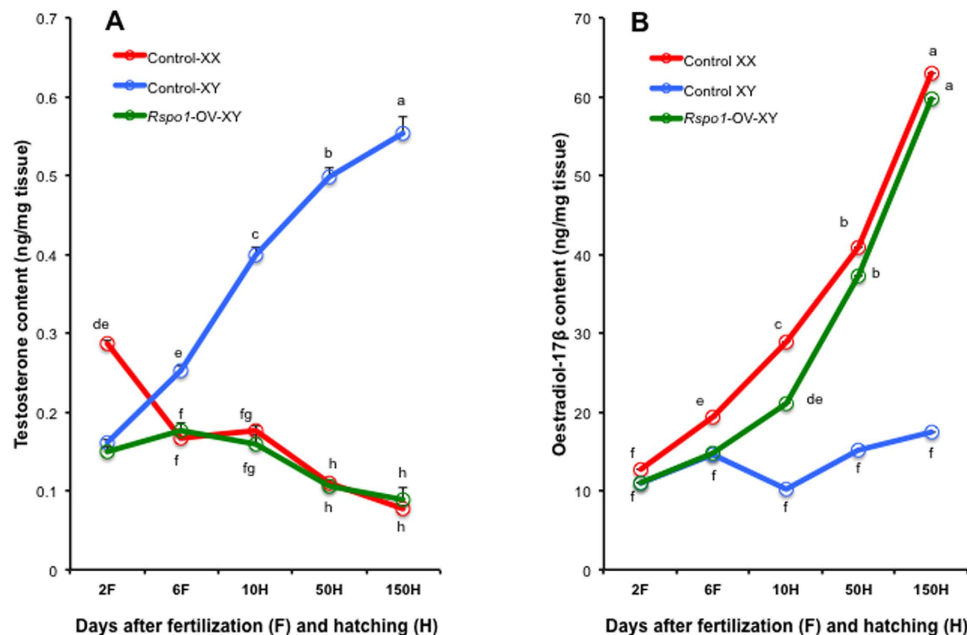 A
Control-XX
Control-XY
Rspo1-OV-XY
Testosterone content (ng/mg tissue)
0.7
0.6
0.5
0.4
0.3
0.2
0.1
0
de
e
f
f
fg
fg
c
b
a
h
h
h
h
2F 6F 10H 50H 150H
Days after fertilization (F) and hatching (H)
B
Control XX
Control XY
Rspo1-OV-XY
Oestradiol-17β content (ng/mg tissue)
70
60
50
40
30
20
10
0
f
f
e
f
c
de
f
b
b
f
a
a
f
2F 6F 10H 50H 150H
Days after fertilization (F) and hatching (H)